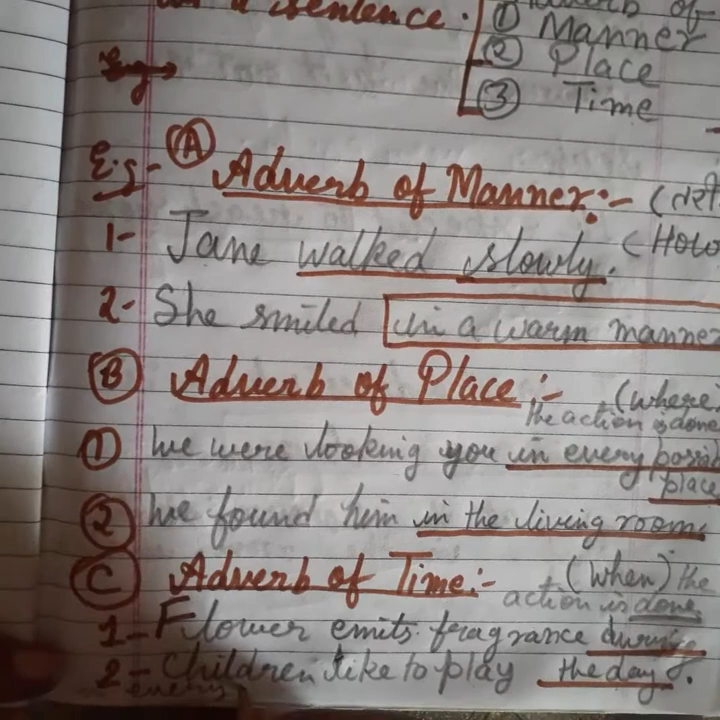 a sentence.
of
① Manner
② Place
③ Time
Eg
E.g- Ⓐ Adverb of Manner:- (
1- Jane walked slowly. (How
2- She smiled in a warm manner
Ⓑ Adverb of Place:- (where
the action is done
① We were looking you in every possib
place
② We found him in the living room.
Ⓒ Adverb of Time:- (When) the
action is done
1- Flower emits fragrance during
2- Children like to play the day.
every